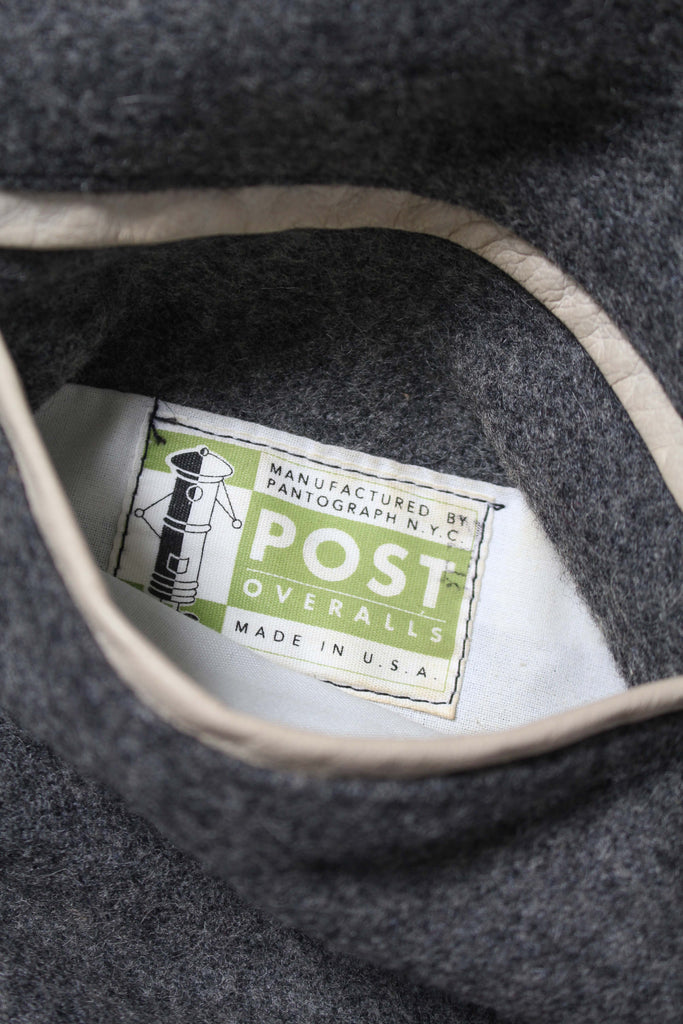 MANUFACTURED BY
PANTOGRAPH N.Y.C.
POST
OVERALLS
MADE IN U.S.A.